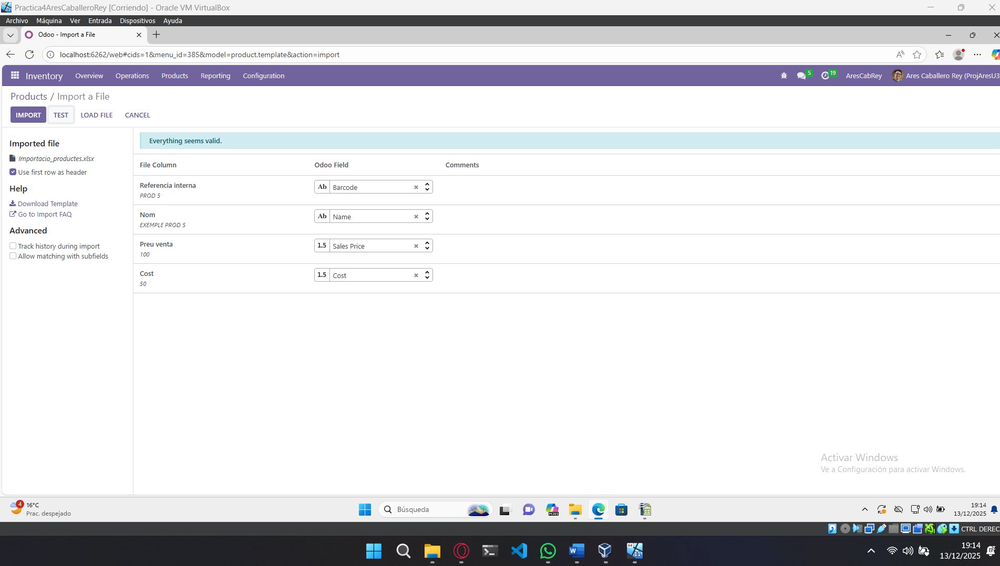 Practica4AresCaballeroRey [Corriendo] - Oracle VM VirtualBox
Archivo Máquina Ver Entrada Dispositivos Ayuda
Odoo - Import a File
localhost:6262/web#cids=1&menu_id=385&model=product.template&action=import
Inventory Overview Operations Products Reporting Configuration 5 19 AresCabRey Ares Caballero Rey (ProjAresU3
Products / Import a File
IMPORT TEST LOAD FILE CANCEL
Imported file
Importacio_productes.xlsx
Use first row as header
Help
Download Template
Go to Import FAQ
Advanced
Track history during import
Allow matching with subfields
Everything seems valid.
File Column Odoo Field Comments
Referencia interna
PROD 5
Ab Barcode
Nom
EXEMPLE PROD 5
Ab Name
Preu venta
100
1.5 Sales Price
Cost
50
1.5 Cost
Activar Windows
Ve a Configuración para activar Windows.
4
16°C
Prac. despejado
Búsqueda
M365
19:14
13/12/2025
CTRL DEREC
W
64
11
19:14
13/12/2025